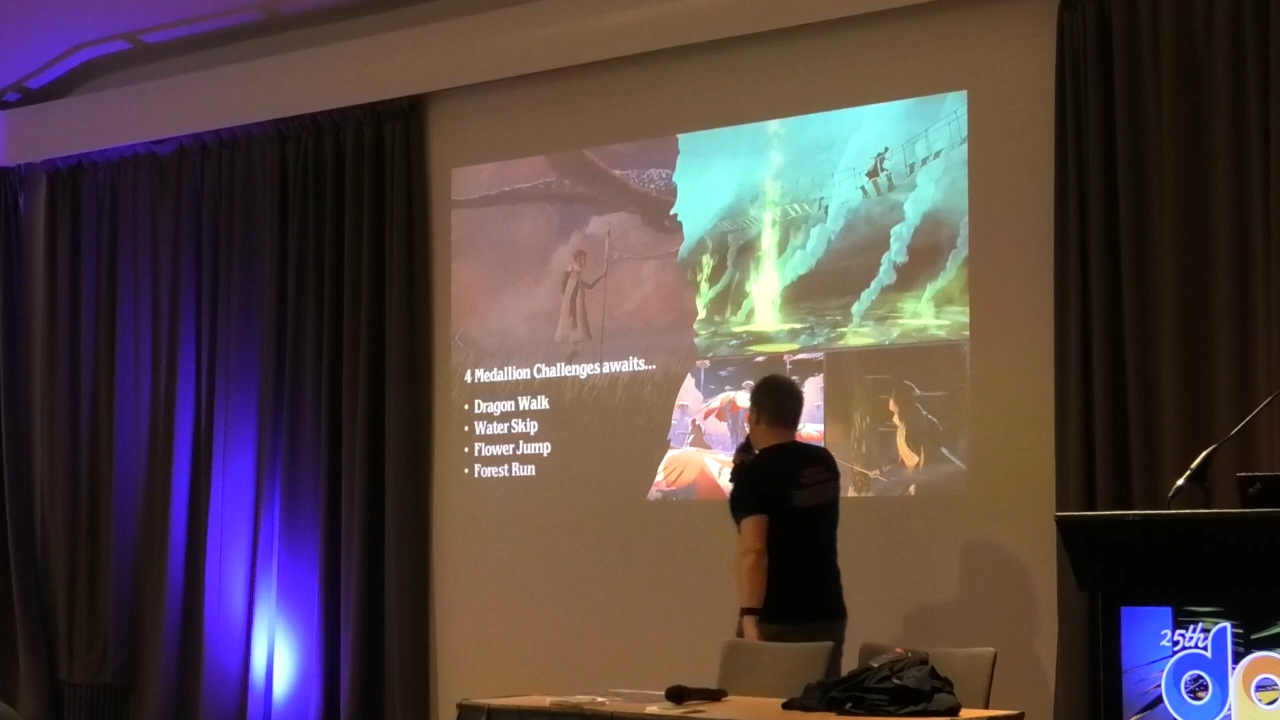 4 Medallion Challenges awaits...
• Dragon Walk
• Water Skip
• Flower Jump
• Forest Run
25th